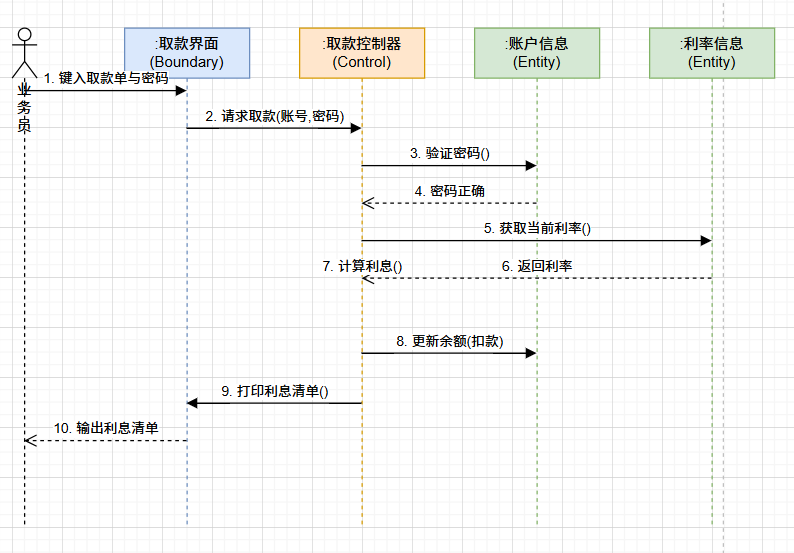 :取款界面
(Boundary)
:取款控制器
(Control)
:账户信息
(Entity)
:利率信息
(Entity)
业务员
1. 键入取款单与密码
2. 请求取款(账号,密码)
3. 验证密码()
4. 密码正确
5. 获取当前利率()
7. 计算利息()
6. 返回利率
8. 更新余额(扣款)
9. 打印利息清单()
10. 输出利息清单